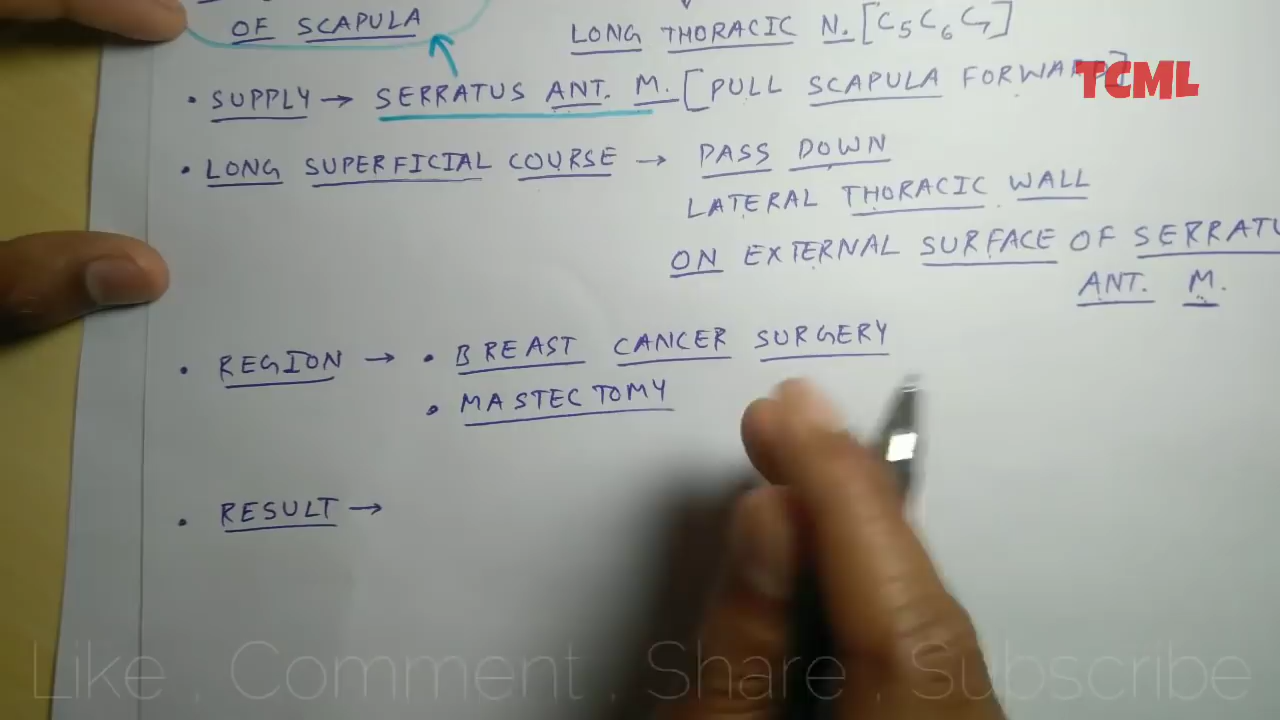 OF SCAPULA
LONG THORACIC N. [C5 C6 C7]
• SUPPLY → SERRATUS ANT. M. [PULL SCAPULA FORWARD]
TCML
• LONG SUPERFICIAL COURSE → PASS DOWN
LATERAL THORACIC WALL
ON EXTERNAL SURFACE OF SERRATU
ANT. M.
• REGION → • BREAST CANCER SURGERY
• MASTECTOMY
• RESULT →
Like , Comment , Share , Subscribe